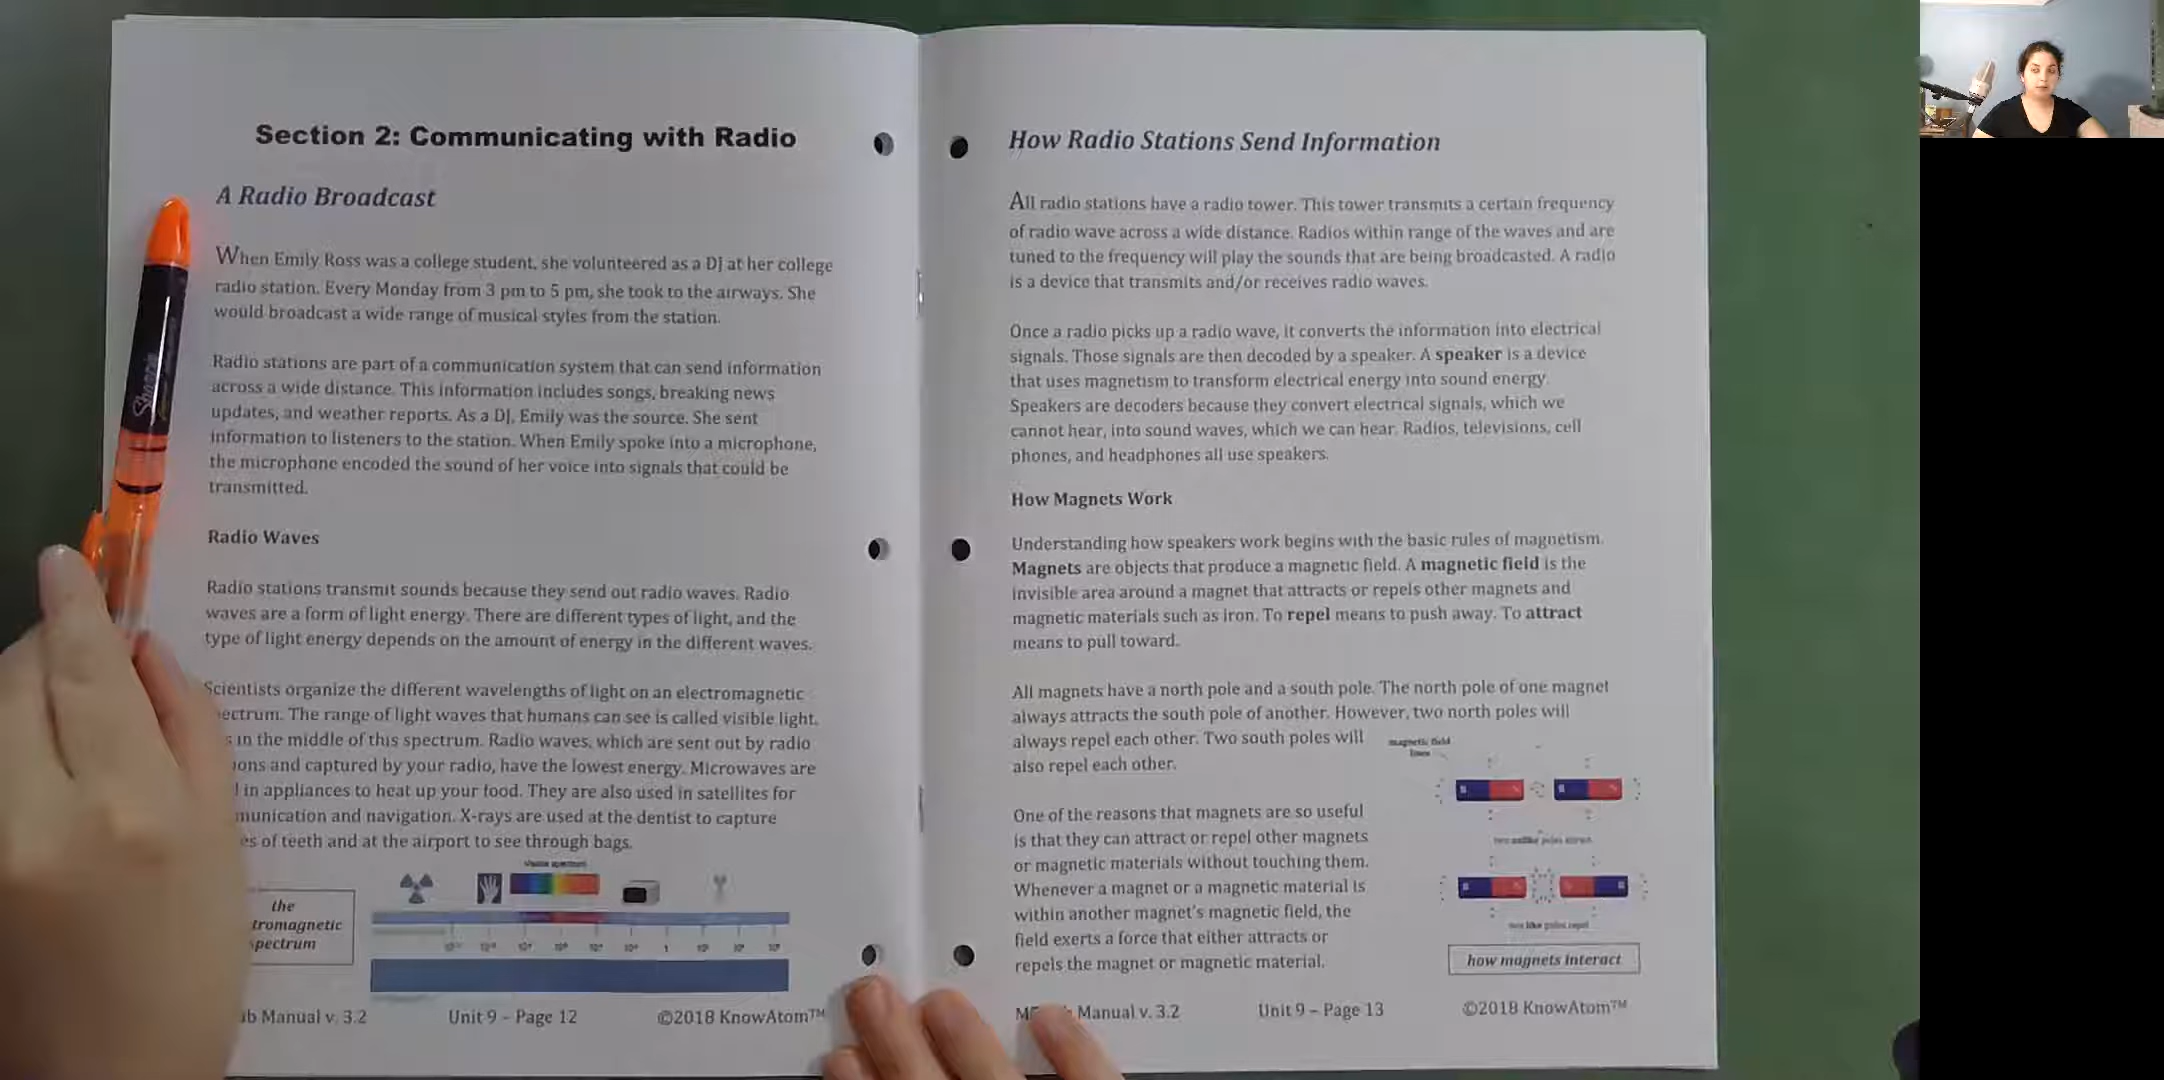 Section 2: Communicating with Radio
A Radio Broadcast
When Emily Ross was a college student, she volunteered as a DJ at her college
radio station. Every Monday from 3 pm to 5 pm, she took to the airways. She
would broadcast a wide range of musical styles from the station.
Radio stations are part of a communication system that can send information
across a wide distance. This information includes songs, breaking news
updates, and weather reports. As a DJ, Emily was the source. She sent
information to listeners to the station. When Emily spoke into a microphone,
the microphone encoded the sound of her voice into signals that could be
transmitted.
Radio Waves
Radio stations transmit sounds because they send out radio waves. Radio
waves are a form of light energy. There are different types of light, and the
type of light energy depends on the amount of energy in the different waves.
Scientists organize the different wavelengths of light on an electromagnetic
ectrum. The range of light waves that humans can see is called visible light.
s in the middle of this spectrum. Radio waves, which are sent out by radio
ons and captured by your radio, have the lowest energy. Microwaves are
in appliances to heat up your food. They are also used in satellites for
munication and navigation. X-rays are used at the dentist to capture
es of teeth and at the airport to see through bags.
Visible spectrum
the
tromagnetic
spectrum
1
ab Manual v. 3.2 Unit 9 – Page 12 ©2018 KnowAtom™
How Radio Stations Send Information
All radio stations have a radio tower. This tower transmits a certain frequency
of radio wave across a wide distance. Radios within range of the waves and are
tuned to the frequency will play the sounds that are being broadcasted. A radio
is a device that transmits and/or receives radio waves.
Once a radio picks up a radio wave, it converts the information into electrical
signals. Those signals are then decoded by a speaker. A speaker is a device
that uses magnetism to transform electrical energy into sound energy.
Speakers are decoders because they convert electrical signals, which we
cannot hear, into sound waves, which we can hear. Radios, televisions, cell
phones, and headphones all use speakers.
How Magnets Work
Understanding how speakers work begins with the basic rules of magnetism.
Magnets are objects that produce a magnetic field. A magnetic field is the
invisible area around a magnet that attracts or repels other magnets and
magnetic materials such as iron. To repel means to push away. To attract
means to pull toward.
All magnets have a north pole and a south pole. The north pole of one magnet
always attracts the south pole of another. However, two north poles will
always repel each other. Two south poles will
also repel each other.
One of the reasons that magnets are so useful
is that they can attract or repel other magnets
or magnetic materials without touching them.
Whenever a magnet or a magnetic material is
within another magnet's magnetic field, the
field exerts a force that either attracts or
repels the magnet or magnetic material.
magnetic field
lines
two unlike poles attract
two like poles repel
how magnets interact
M Manual v. 3.2 Unit 9 – Page 13 ©2018 KnowAtom™
Sharpie